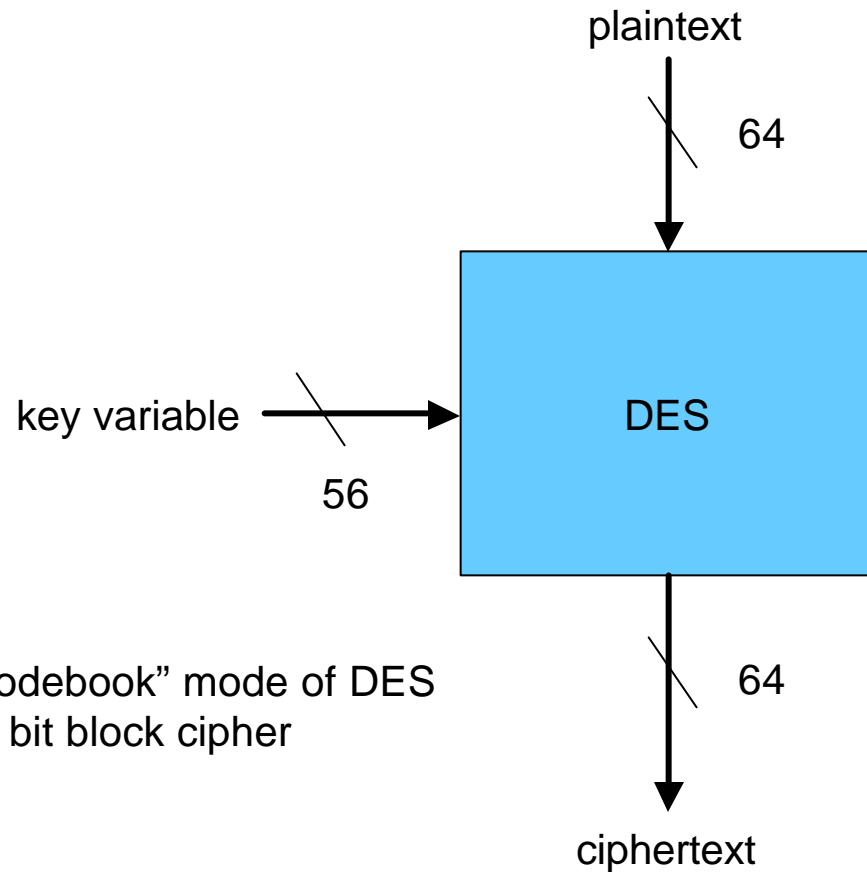 plaintext
64
key variable
DES
56
odebook” mode of DES
64
bit block cipher
ciphertext